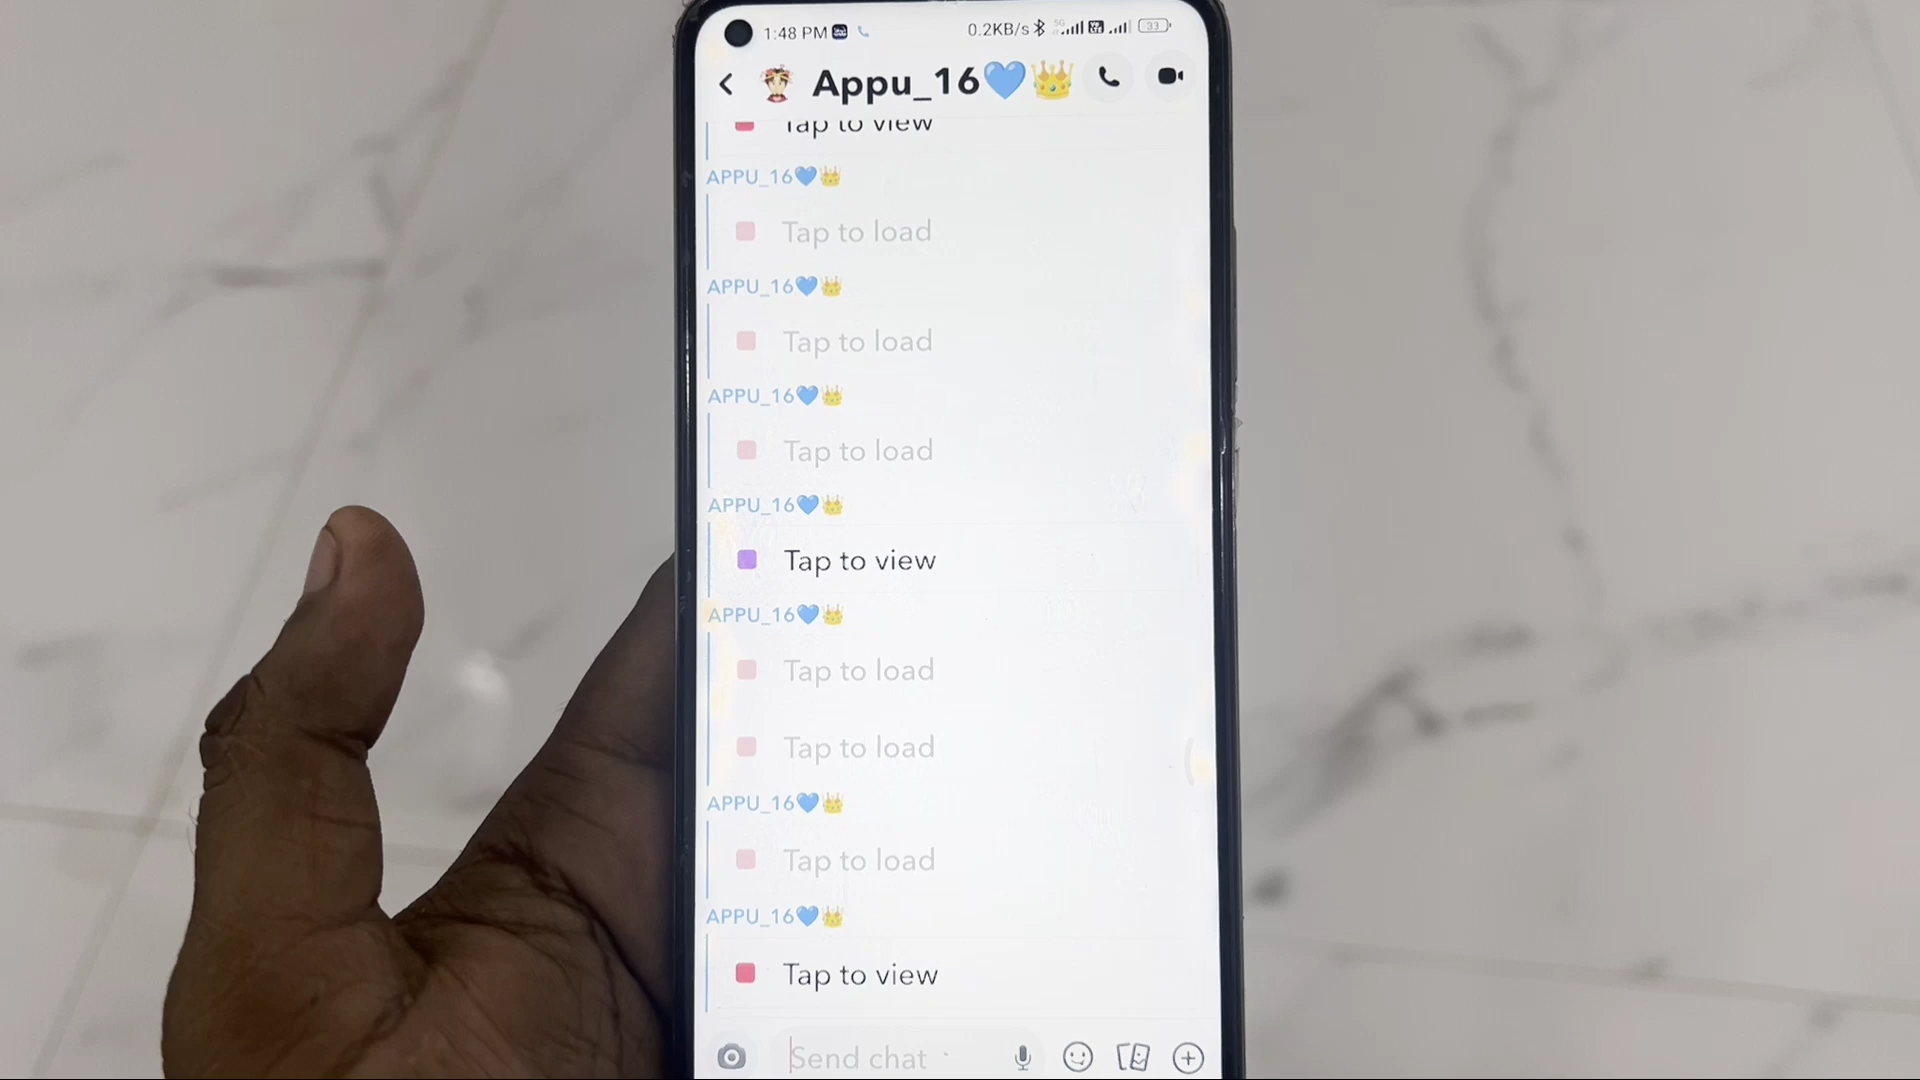 1:48 PM 0.2KB/s 5G 33
Appu_16💙👑
Tap to view
APPU_16💙👑
Tap to load
APPU_16💙👑
Tap to load
APPU_16💙👑
Tap to load
APPU_16💙👑
Tap to view
APPU_16💙👑
Tap to load
Tap to load
APPU_16💙👑
Tap to load
APPU_16💙👑
Tap to view
Send chat